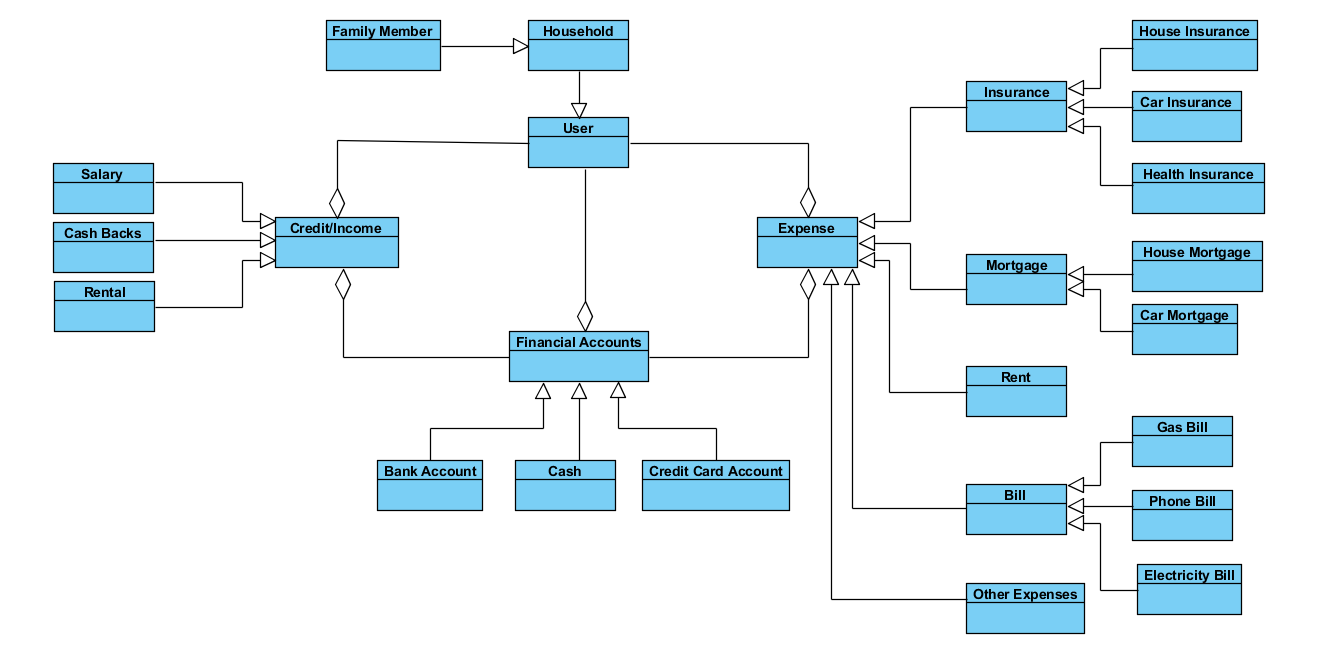 Family Member
Household
House Insurance
Insurance
Car Insurance
User
Salary
Health Insurance
Cash Backs
Credit/Income
Expense
House Mortgage
Mortgage
Rental
Car Mortgage
Financial Accounts
Rent
Gas Bill
Bank Account
Cash
Credit Card Account
Bill
Phone Bill
Electricity Bill
Other Expenses